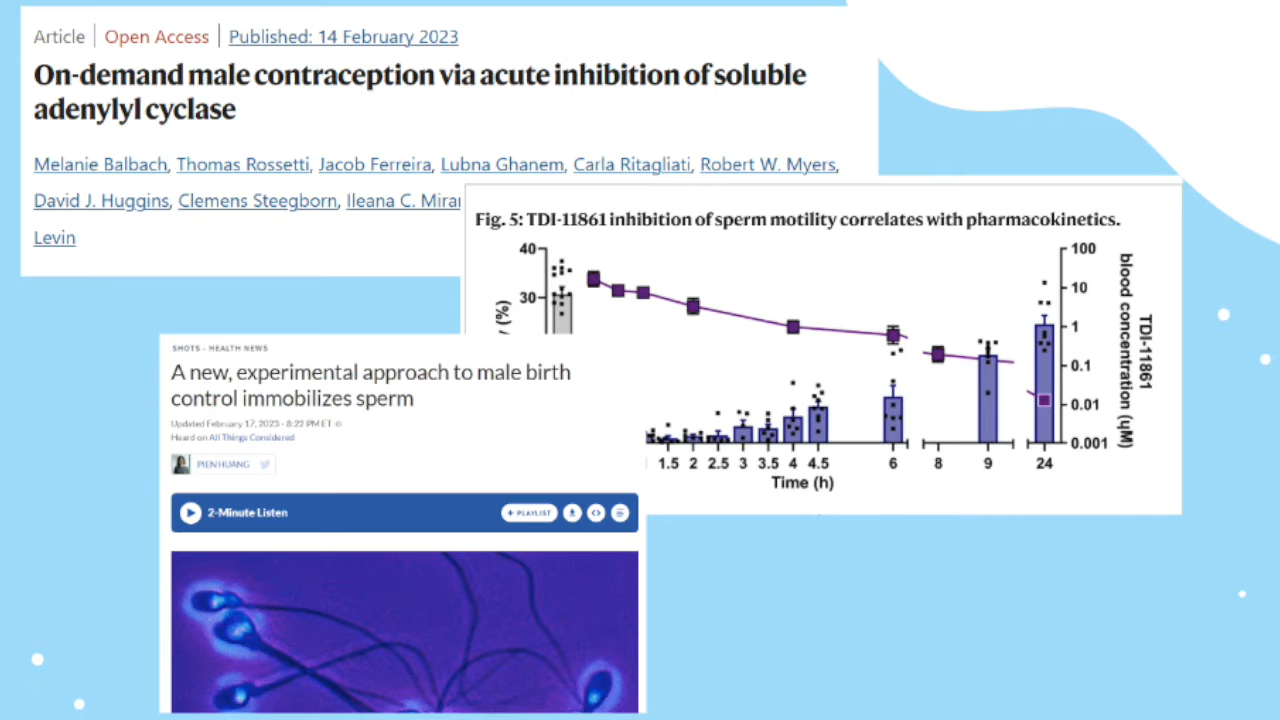 Article | Open Access | Published: 14 February 2023
On-demand male contraception via acute inhibition of soluble
adenylyl cyclase
Melanie Balbach, Thomas Rossetti, Jacob Ferreira, Lubna Ghanem, Carla Ritagliati, Robert W. Myers,
David J. Huggins, Clemens Steegborn, Ileana C. Mirar
Levin
Fig. 5: TDI-11861 inhibition of sperm motility correlates with pharmacokinetics.
40
30
(%)
100
10
1
0.1
0.01
0.001
TDI-11861
blood concentration (uM)
1.5 2 2.5 3 3.5 4 4.5 6 8 9 24
Time (h)
SHOTS - HEALTH NEWS
A new, experimental approach to male birth
control immobilizes sperm
Updated February 17, 2023 · 8:22 PM ET
Heard on All Things Considered
PIEN HUANG
2-Minute Listen
+ PLAYLIST